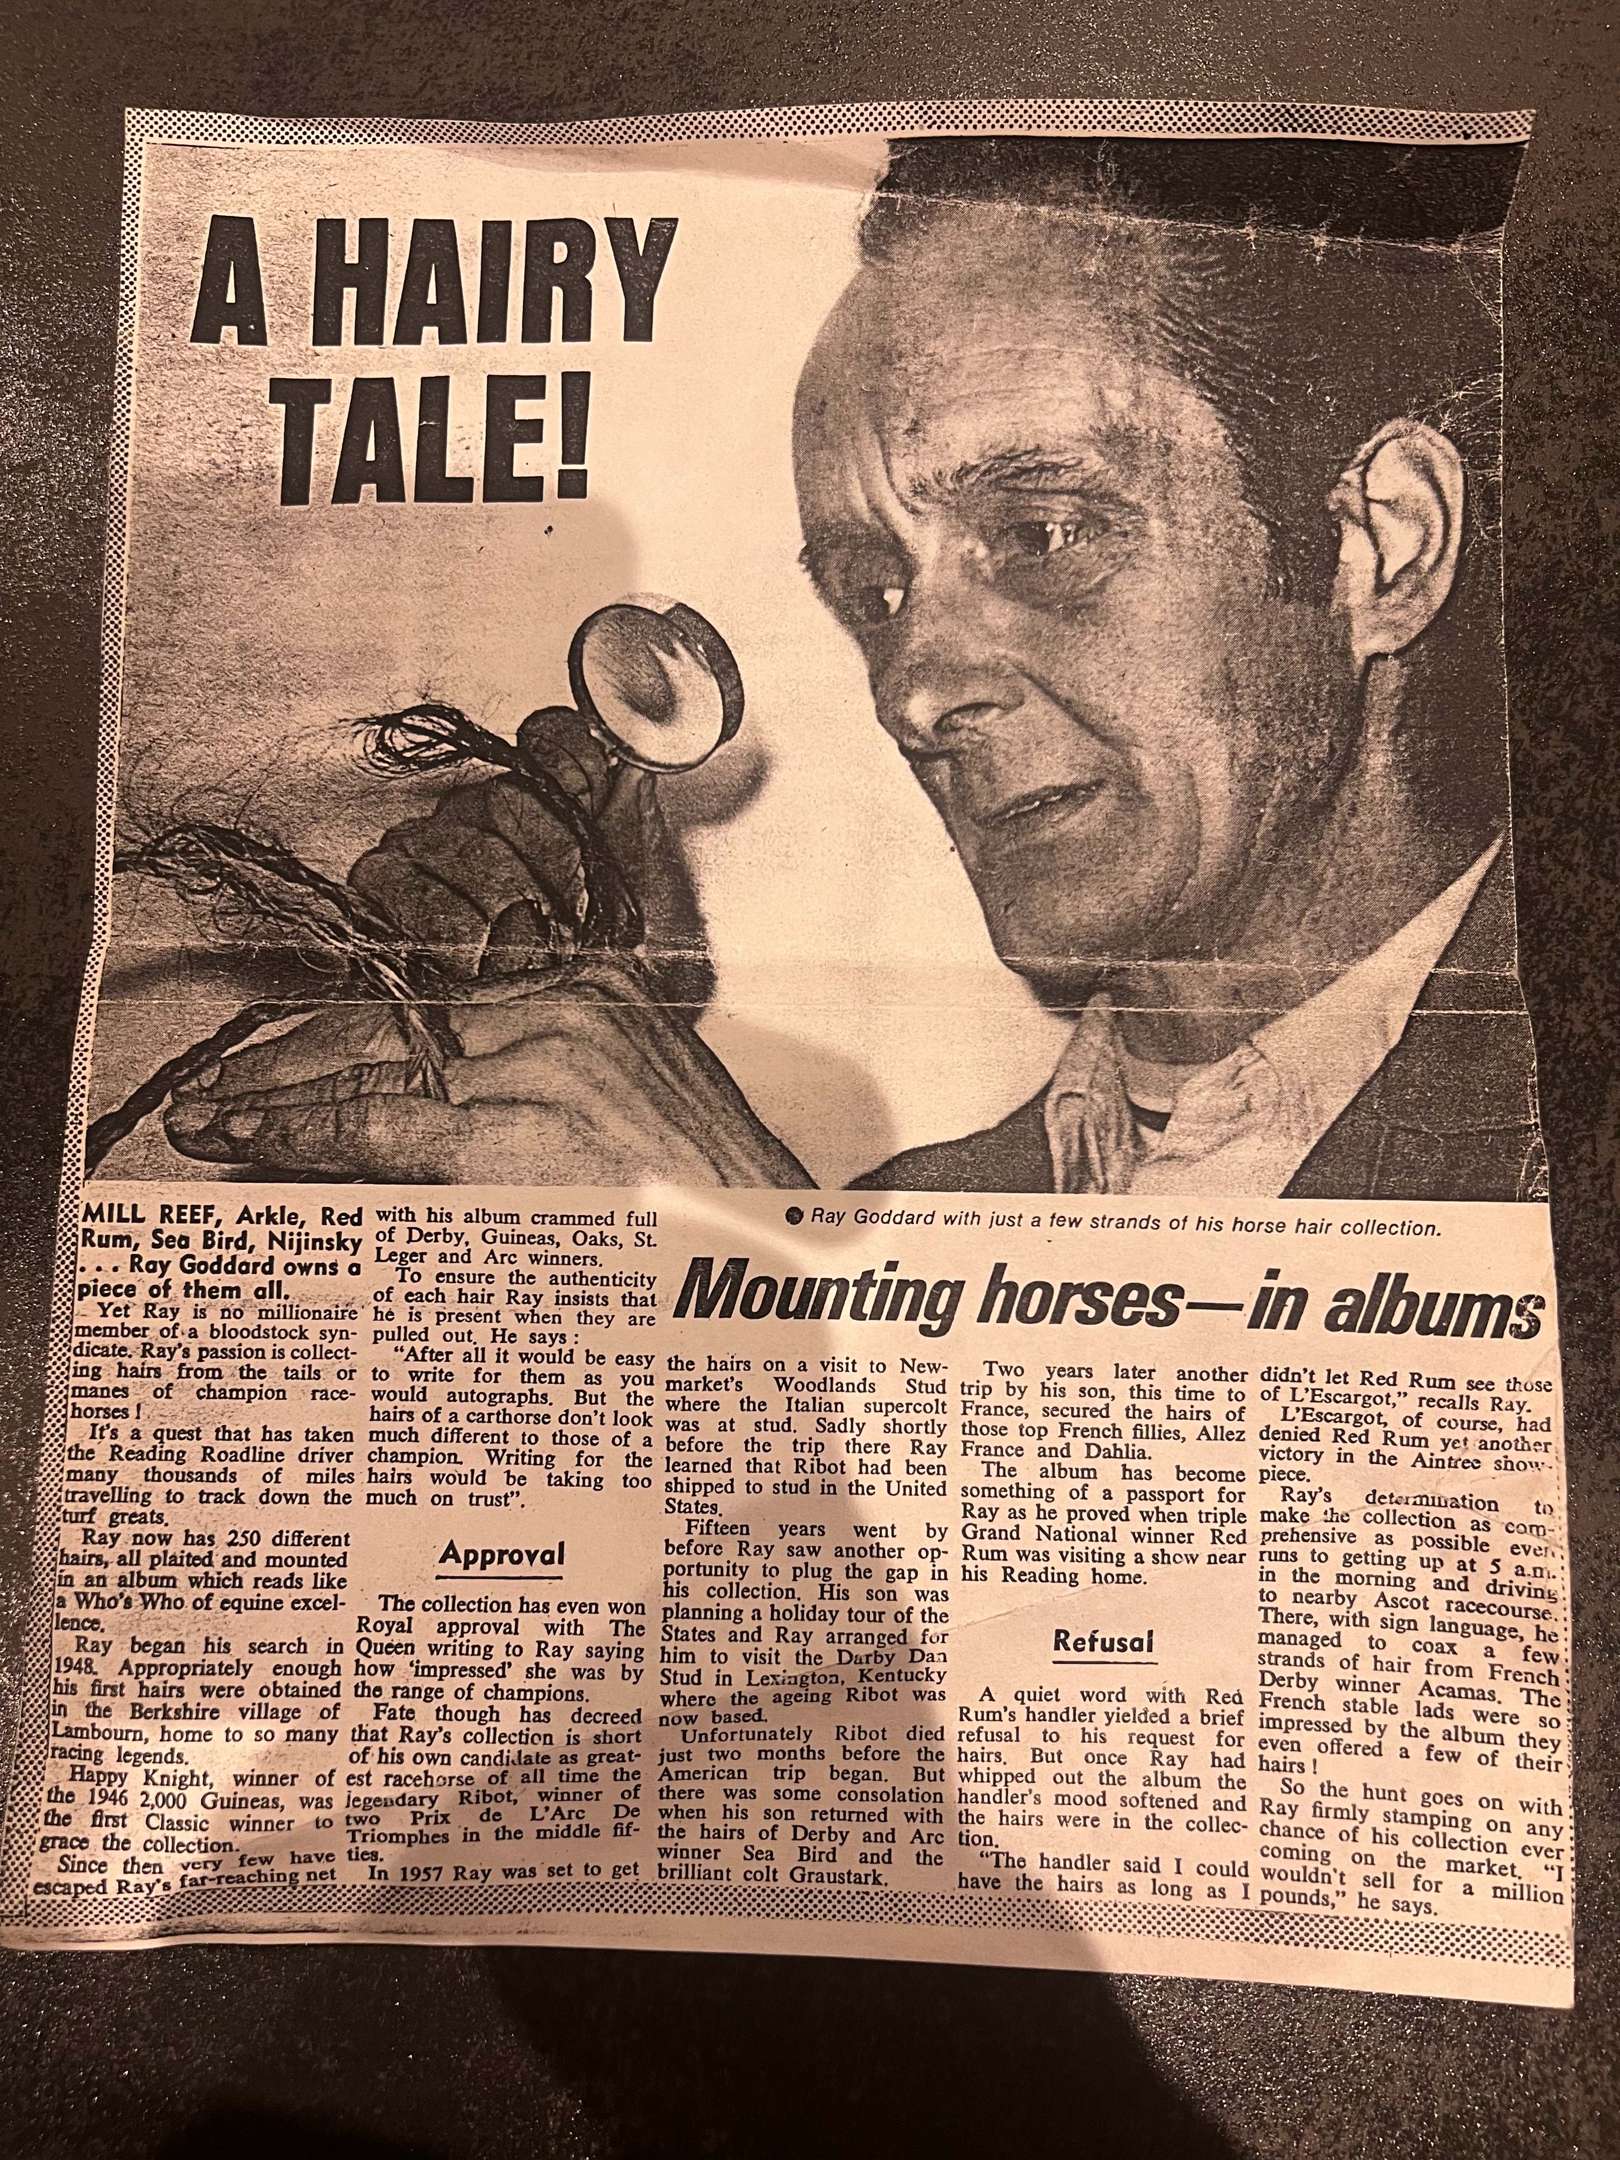 A HAIRY
TALE!
MILL REEF, Arkle, Red
Rum, Sea Bird, Nijinsky
. . . Ray Goddard owns a
piece of them all.
Yet Ray is no millionaire
member of a bloodstock syn-
dicate. Ray's passion is collect-
ing hairs from the tails or
manes of champion race-
horses !
It's a quest that has taken
the Reading Roadline driver
many thousands of miles
travelling to track down the
turf greats.
Ray now has 250 different
hairs, all plaited and mounted
in an album which reads like
a Who's Who of equine excel-
lence.
Ray began his search in
1948. Appropriately enough
his first hairs were obtained
in the Berkshire village of
Lambourn, home to so many
racing legends.
Happy Knight, winner of
the 1946 2,000 Guineas, was
the first Classic winner to
grace the collection.
Since then very few have
escaped Ray's far-reaching net
with his album crammed full
of Derby, Guineas, Oaks, St.
Leger and Arc winners.
To ensure the authenticity
of each hair Ray insists that
he is present when they are
pulled out. He says :
"After all it would be easy
to write for them as you
would autographs. But the
hairs of a carthorse don't look
much different to those of a
champion. Writing for the
hairs would be taking too
much on trust".
Approval
The collection has even won
Royal approval with The
Queen writing to Ray saying
how 'impressed' she was by
the range of champions.
Fate though has decreed
that Ray's collection is short
of his own candidate as great-
est racehorse of all time the
legendary Ribot, winner of
two Prix de L'Arc De
Triomphes in the middle fif-
ties.
In 1957 Ray was set to get
● Ray Goddard with just a few strands of his horse hair collection.
Mounting horses—in albums
the hairs on a visit to New-
market's Woodlands Stud
where the Italian supercolt
was at stud. Sadly shortly
before the trip there Ray
learned that Ribot had been
shipped to stud in the United
States.
Fifteen years went by
before Ray saw another op-
portunity to plug the gap in
his collection. His son was
planning a holiday tour of the
States and Ray arranged for
him to visit the Darby Dan
Stud in Lexington, Kentucky
where the ageing Ribot was
now based.
Unfortunately Ribot died
just two months before the
American trip began. But
there was some consolation
when his son returned with
the hairs of Derby and Arc
winner Sea Bird and the
brilliant colt Graustark.
Two years later another
trip by his son, this time to
France, secured the hairs of
those top French fillies, Allez
France and Dahlia.
The album has become
something of a passport for
Ray as he proved when triple
Grand National winner Red
Rum was visiting a show near
his Reading home.
Refusal
A quiet word with Red
Rum's handler yielded a brief
refusal to his request for
hairs. But once Ray had
whipped out the album the
handler's mood softened and
the hairs were in the collec-
tion.
"The handler said I could
have the hairs as long as I
didn't let Red Rum see those
of L'Escargot," recalls Ray.
L'Escargot, of course, had
denied Red Rum yet another
victory in the Aintree show-
piece.
Ray's determination to
make the collection as com-
prehensive as possible even
runs to getting up at 5 a.m.
in the morning and driving
to nearby Ascot racecourse.
There, with sign language, he
managed to coax a few
strands of hair from French
Derby winner Acamas. The
French stable lads were so
impressed by the album they
even offered a few of their
hairs !
So the hunt goes on with
Ray firmly stamping on any
chance of his collection ever
coming on the market. "I
wouldn't sell for a million
pounds," he says.